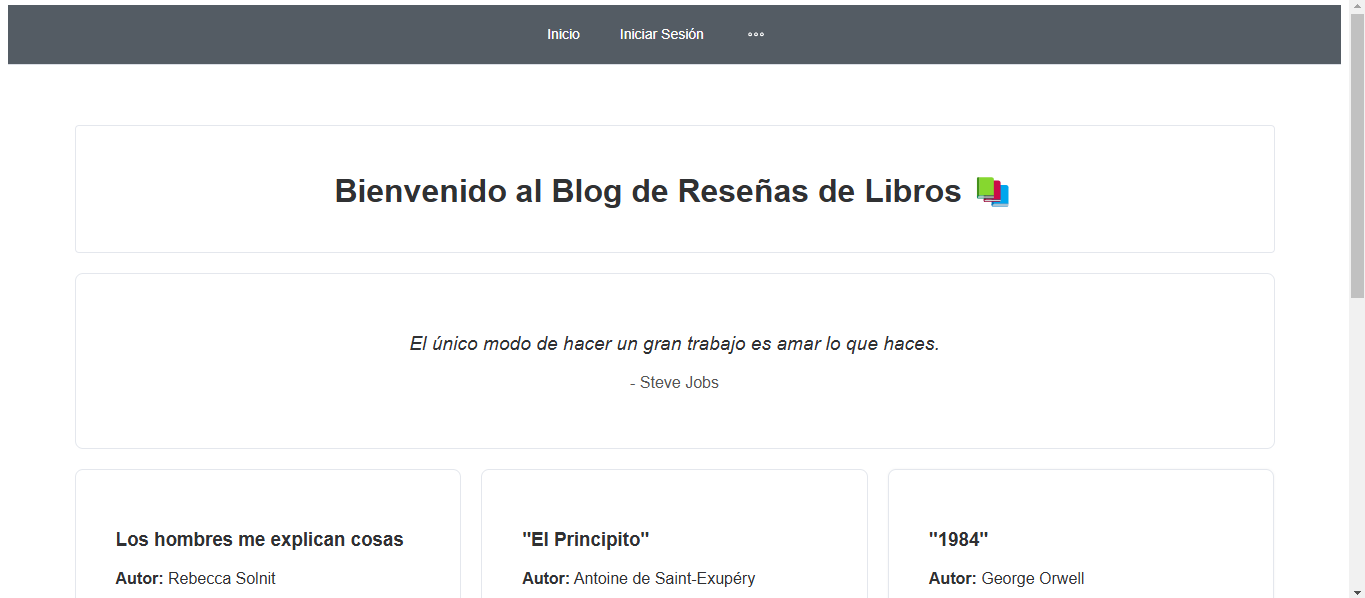 Inicio Iniciar Sesión
Bienvenido al Blog de Reseñas de Libros
El único modo de hacer un gran trabajo es amar lo que haces.
- Steve Jobs
Los hombres me explican cosas
Autor: Rebecca Solnit
"El Principito"
Autor: Antoine de Saint-Exupéry
"1984"
Autor: George Orwell